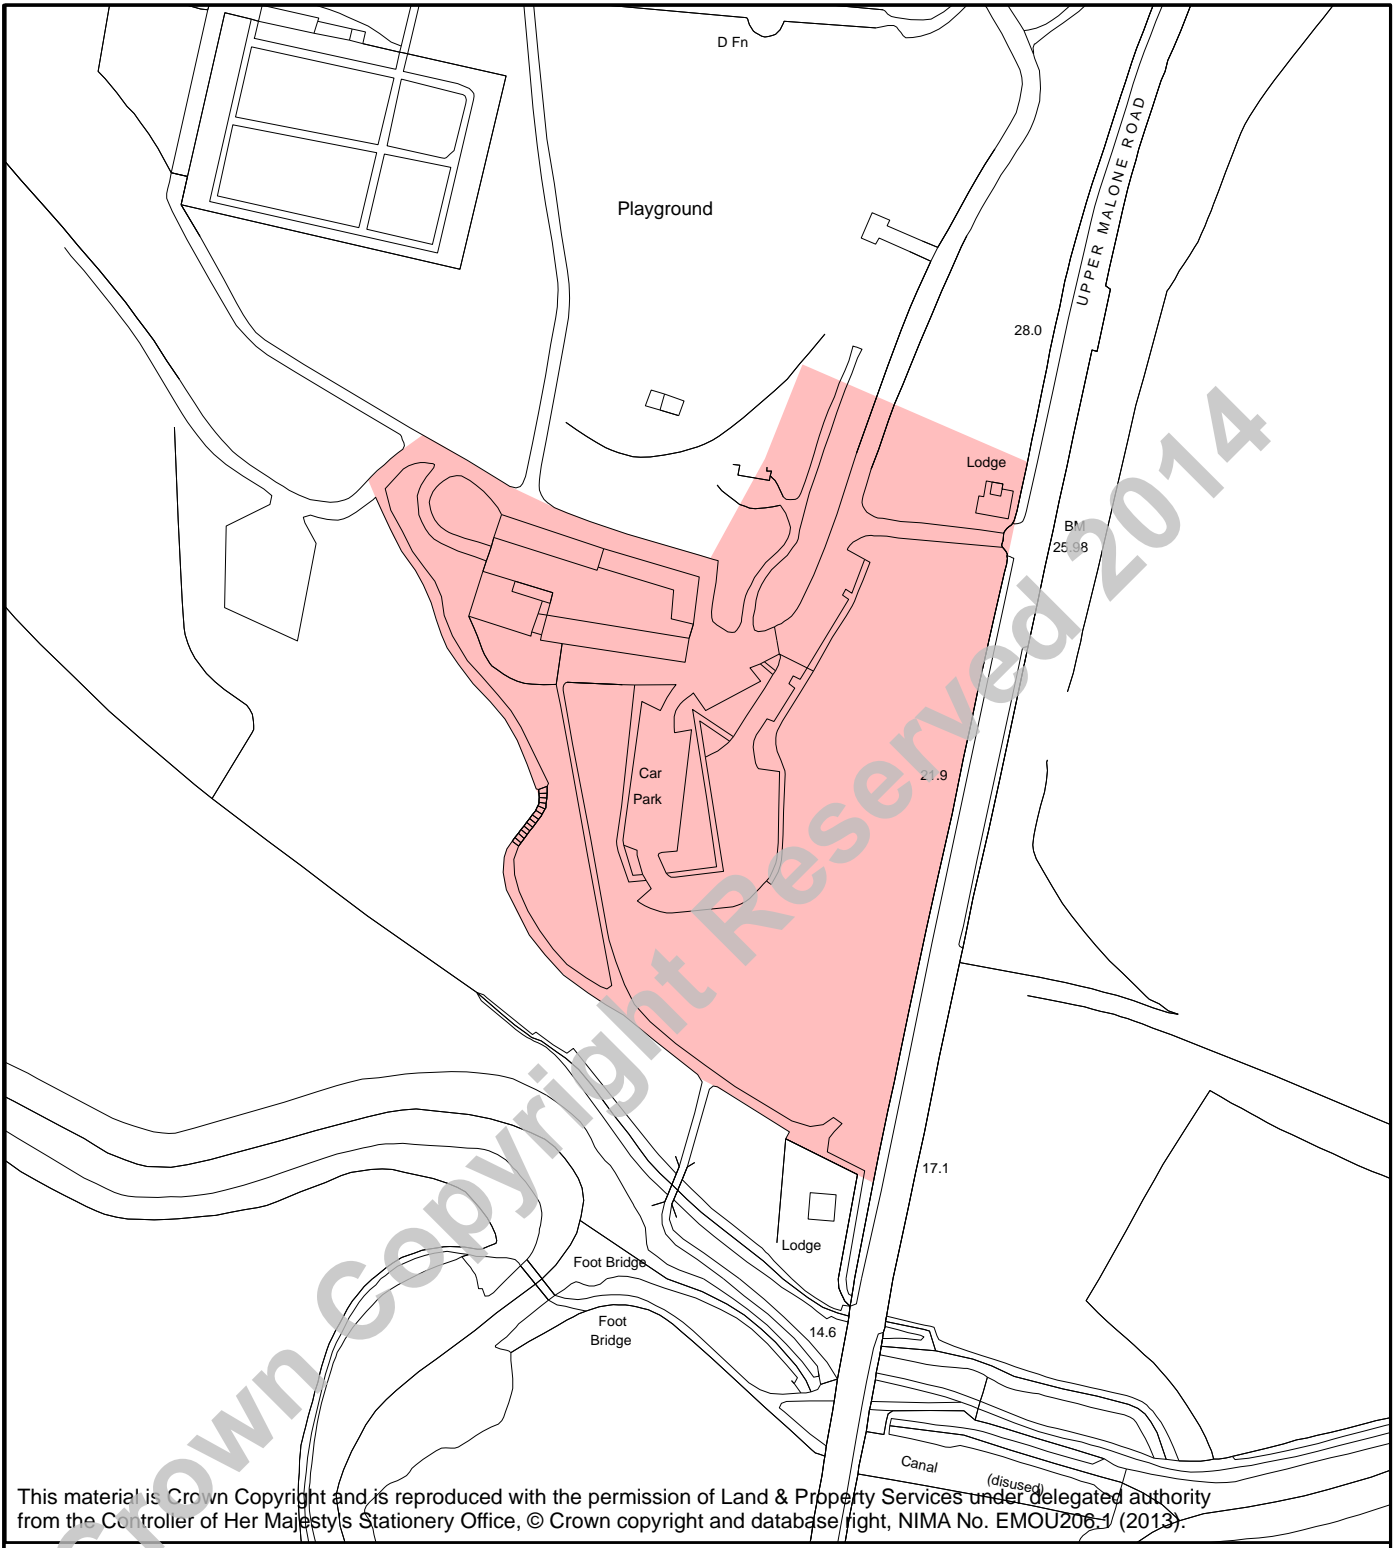 D Fn
UPPER MALONE ROAD
Playground
28.0
Lodge
BM
25.98
Car
Park
21.9
17.1
Lodge
Foot Bridge
Foot
Bridge
14.6
Canal
(disused)
Crown Copyright Reserved 2014
This material is Crown Copyright and is reproduced with the permission of Land & Property Services under delegated authority
from the Controller of Her Majesty's Stationery Office, © Crown copyright and database right, NIMA No. EMOU206.1 (2013).